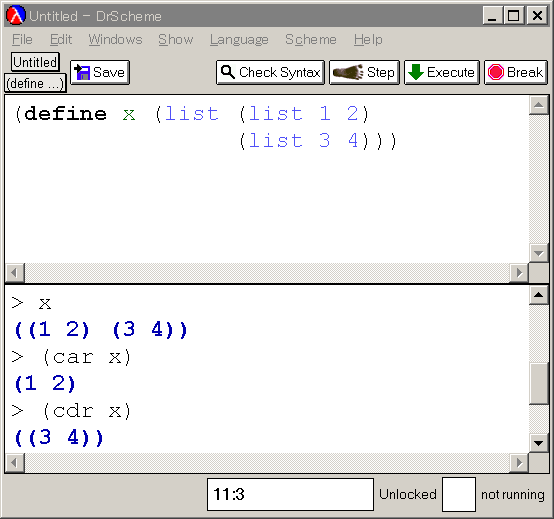 Untitled - DrScheme
File Edit Windows Show Language Scheme Help
Untitled
(define ...) Save Check Syntax Step Execute Break
(define x (list (list 1 2)
(list 3 4)))
> x
((1 2) (3 4))
> (car x)
(1 2)
> (cdr x)
((3 4))
11:3 Unlocked not running